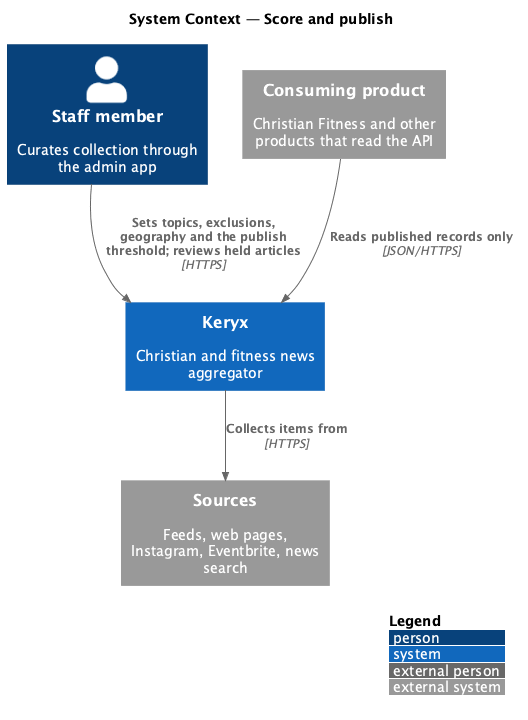 System Context — Score and publish
Staff member
Curates collection through
the admin app
Consuming product
Christian Fitness and other
products that read the API
Sets topics, exclusions,
geography and the publish
threshold; reviews held articles
[HTTPS]
Reads published records only
[JSON/HTTPS]
Keryx
Christian and fitness news
aggregator
Collects items from
[HTTPS]
Sources
Feeds, web pages,
Instagram, Eventbrite, news
search
Legend
person
system
external person
external system